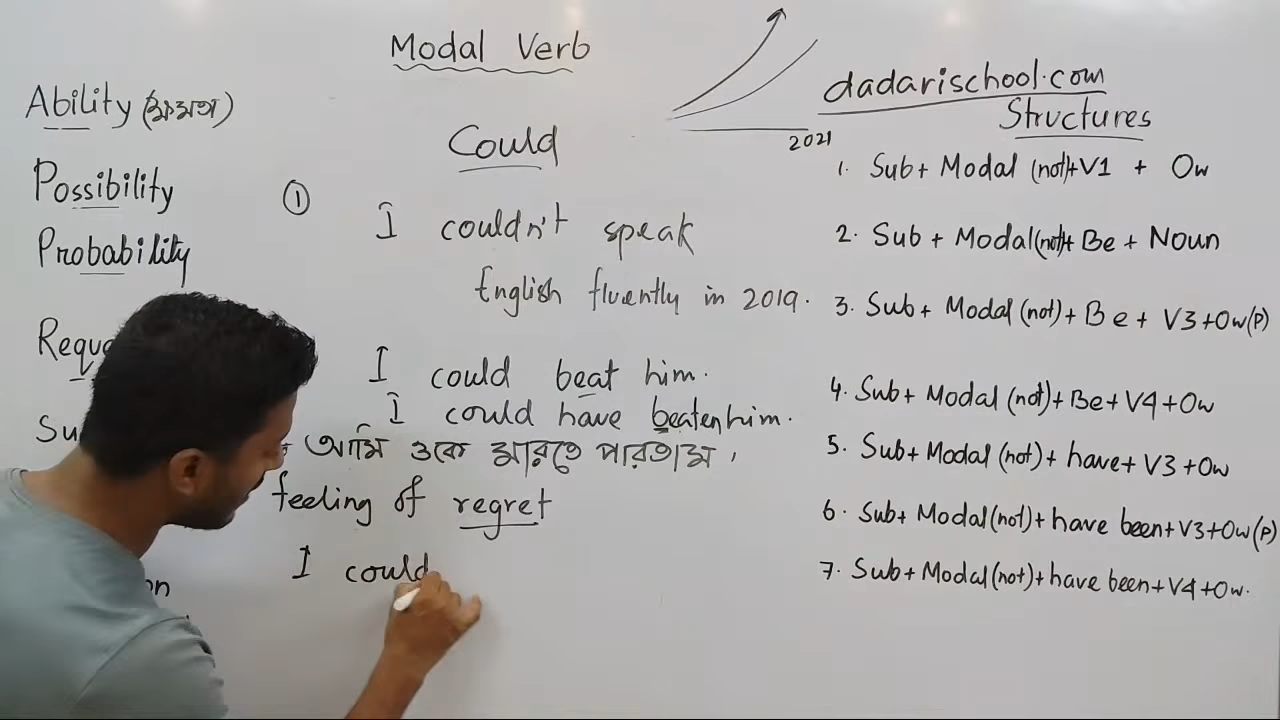 Modal Verb
Ability (ক্ষমতা)
Possibility
Probability
Could
① I couldn't speak
English fluently in 2019.
I could beat him.
I could have beaten him.
আমি ওকে মারতে পারতাম।
feeling of regret
I could
2021
dadarischool.com
Structures
1. Sub+ Modal (not)+V1 + Ow
2. Sub + Modal(not)+ Be + Noun
3. Sub+ Modal (not)+ Be + V3+Ow(P)
4. Sub+ Modal (not)+Be+V4+Ow
5. Sub+ Modal (not)+ have+ V3+Ow
6. Sub+ Modal(not)+have been+V3+Ow(P)
7. Sub+Modal(not)+have been+V4+Ow.